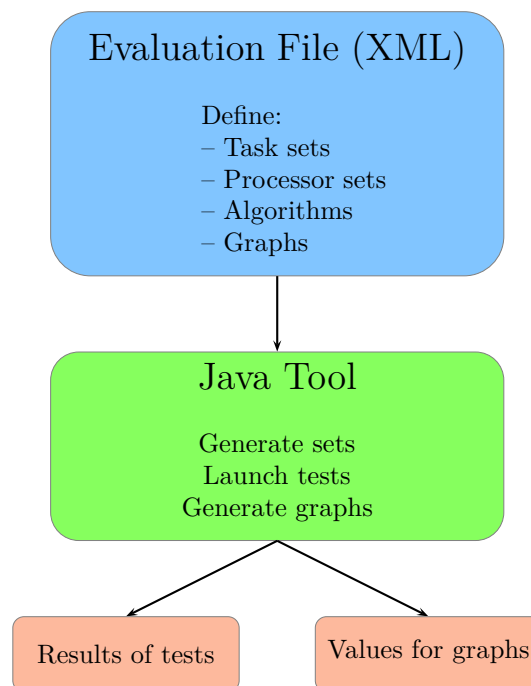 Evaluation File (XML)
Define:
– Task sets
– Processor sets
– Algorithms
– Graphs
Java Tool
Generate sets
Launch tests
Generate graphs
Results of tests
Values for graphs